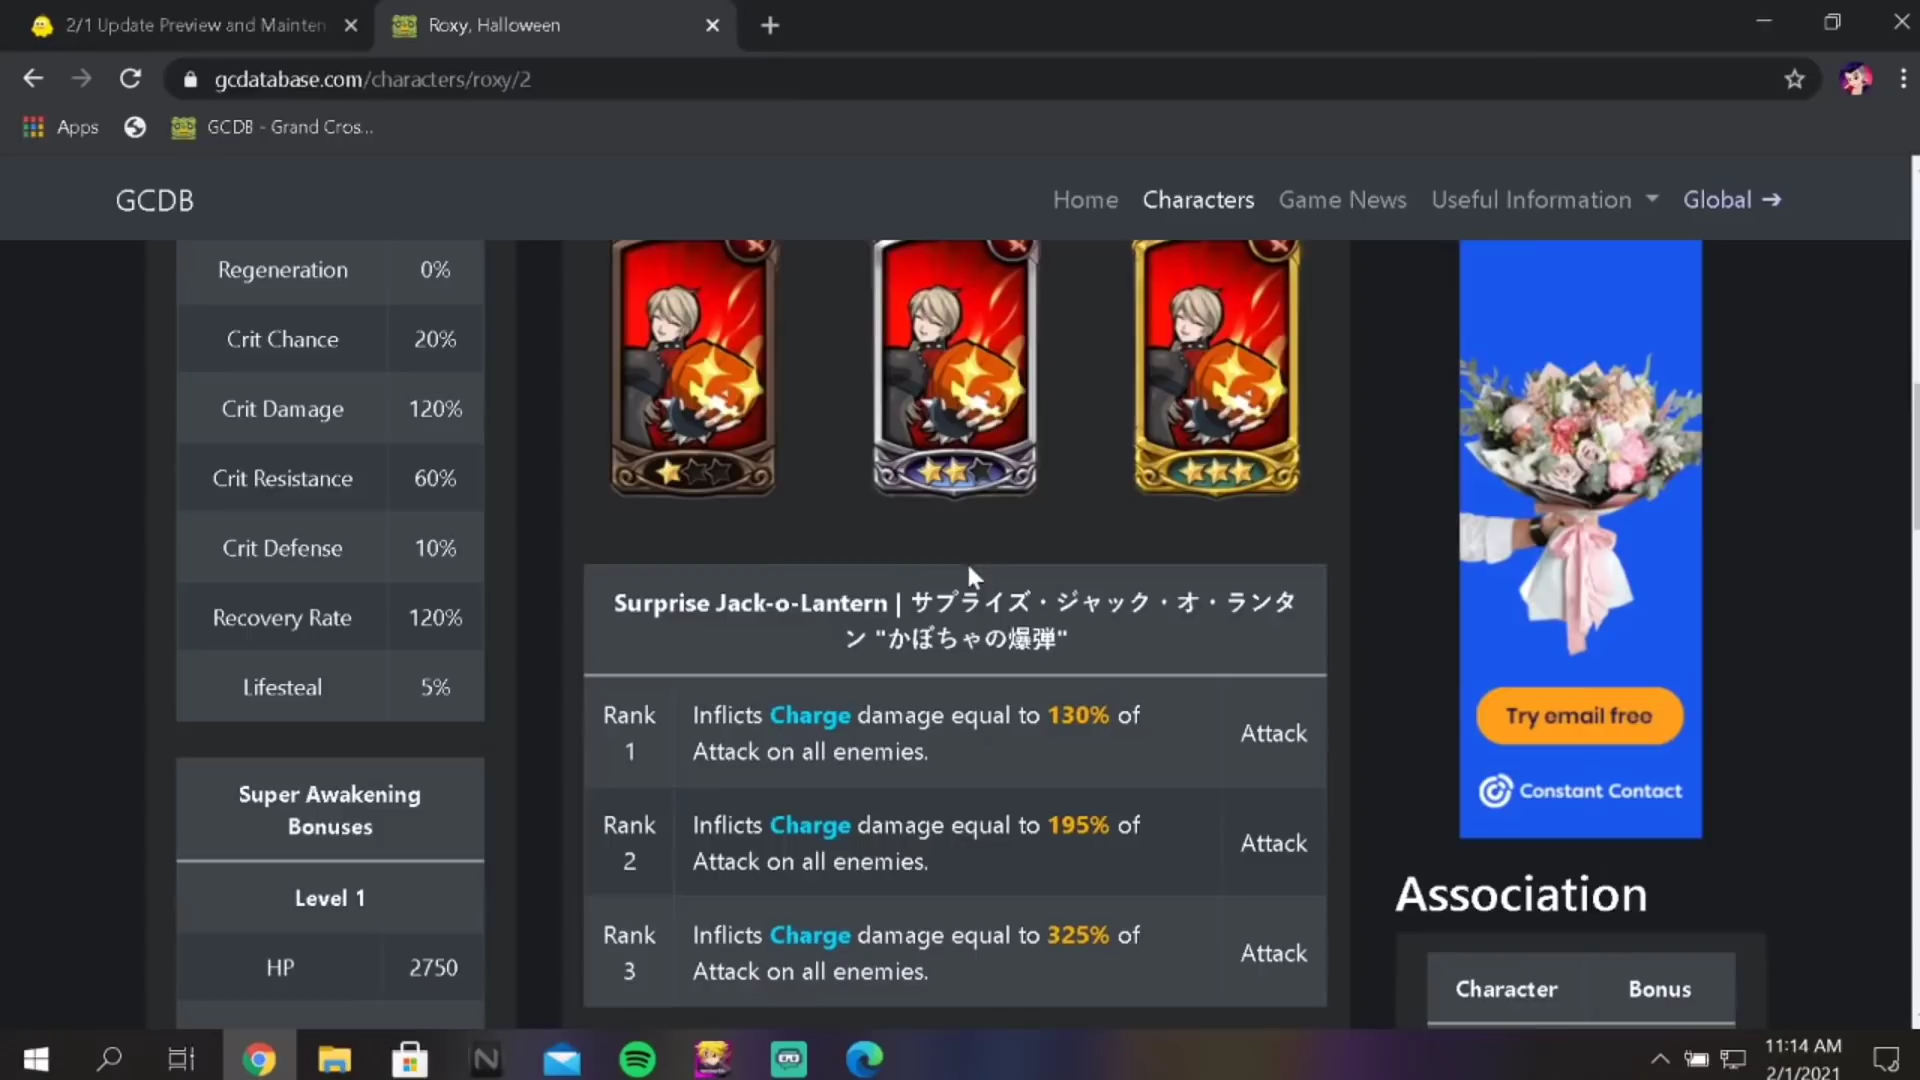 2/1 Update Preview and Mainten
Roxy, Halloween
gcdatabase.com/characters/roxy/2
Apps
GCDB - Grand Cros...
GCDB
Home Characters Game News Useful Information Global →
Regeneration 0%
Crit Chance 20%
Crit Damage 120%
Crit Resistance 60%
Crit Defense 10%
Recovery Rate 120%
Lifesteal 5%
Super Awakening
Bonuses
Level 1
HP 2750
Surprise Jack-o-Lantern | サプライズ・ジャック・オ・ランタ
ン "かぼちゃの爆弾"
Rank
1
Inflicts Charge damage equal to 130% of
Attack on all enemies.
Attack
Rank
2
Inflicts Charge damage equal to 195% of
Attack on all enemies.
Attack
Rank
3
Inflicts Charge damage equal to 325% of
Attack on all enemies.
Attack
Try email free
Constant Contact
Association
Character Bonus
11:14 AM
2/1/2021